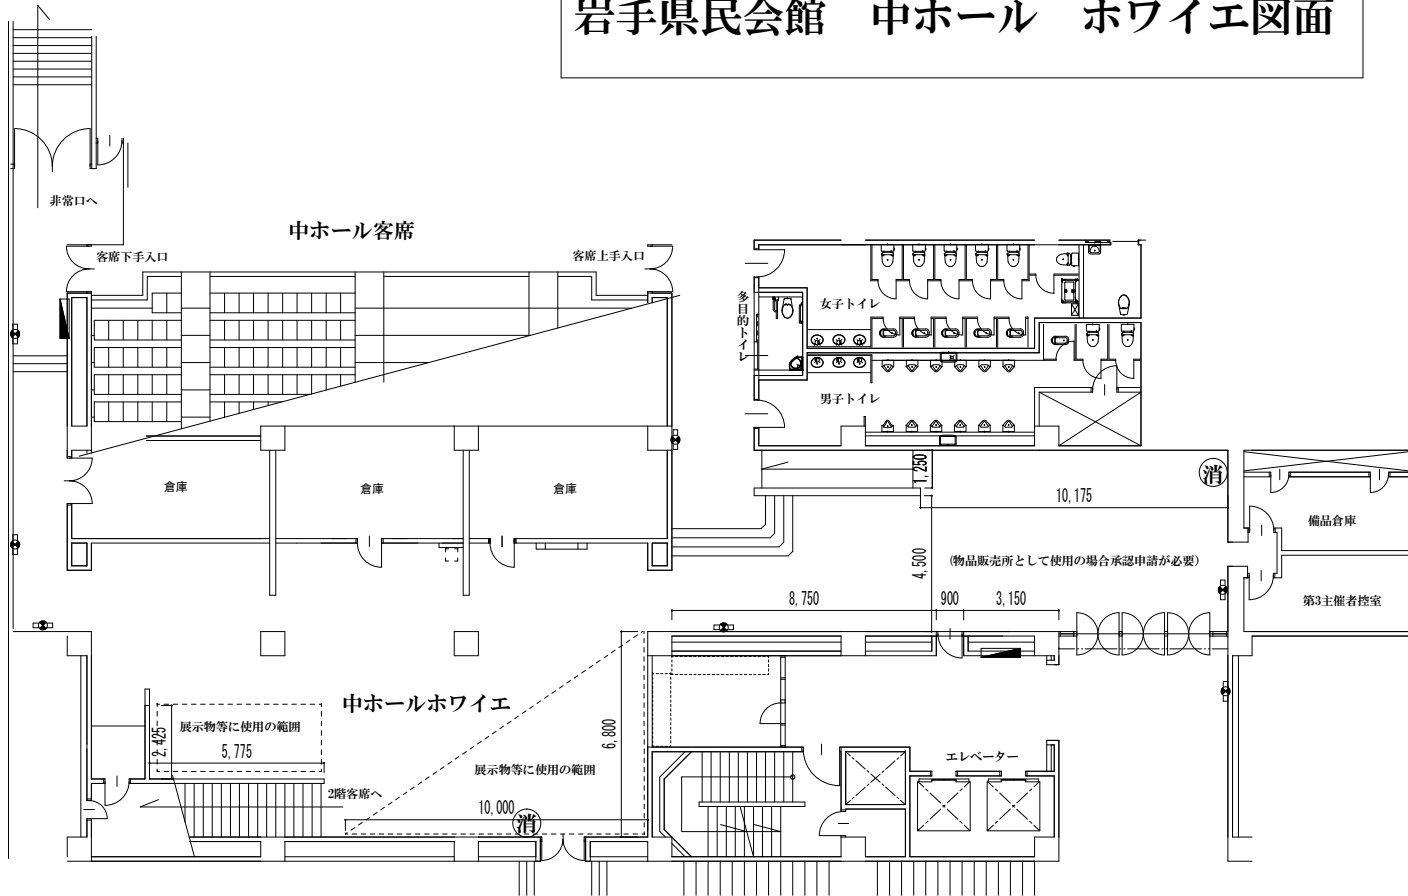 岩手県民会館　中ホール　ホワイエ図面
非常口へ
中ホール客席
客席下手入口
客席上手入口
多目的トイレ
女子トイレ
男子トイレ
倉庫
倉庫
倉庫
1,250
10,175
消
備品倉庫
4,500
(物品販売所として使用の場合承認申請が必要)
8,750
900
3,150
第3主催者控室
中ホールホワイエ
展示物等に使用の範囲
2,425
5,775
6,800
展示物等に使用の範囲
エレベーター
2階客席へ
10,000
消